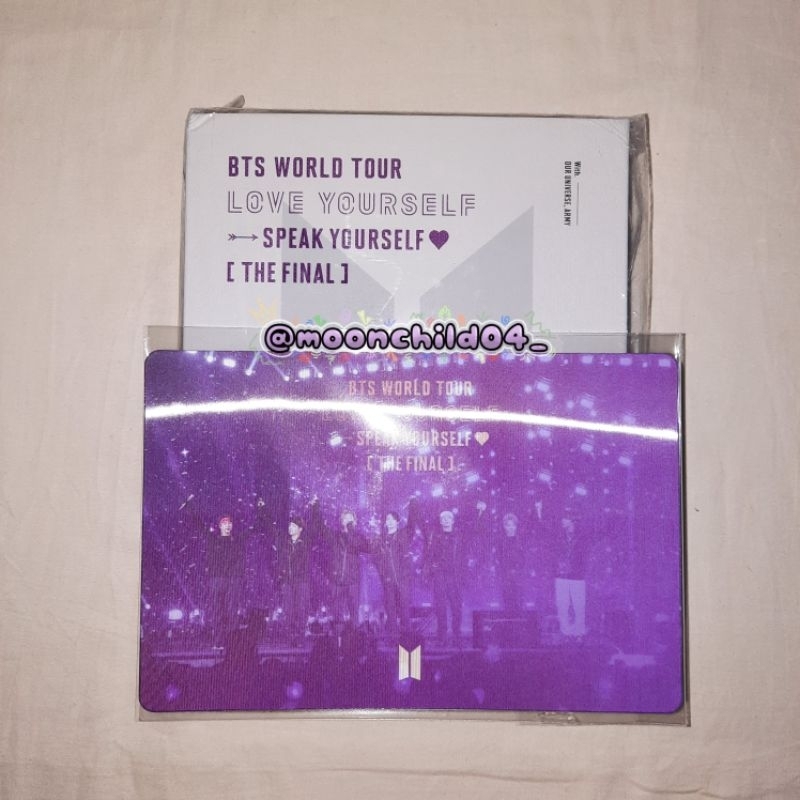 BTS WORLD TOUR
LOVE YOURSELF
SPEAK YOURSELF
[ THE FINAL ]
With.
OUR UNIVERSE, ARMY
@moonchild04_
BTS WORLD TOUR
SPEAK YOURSELF
[ THE FINAL ]